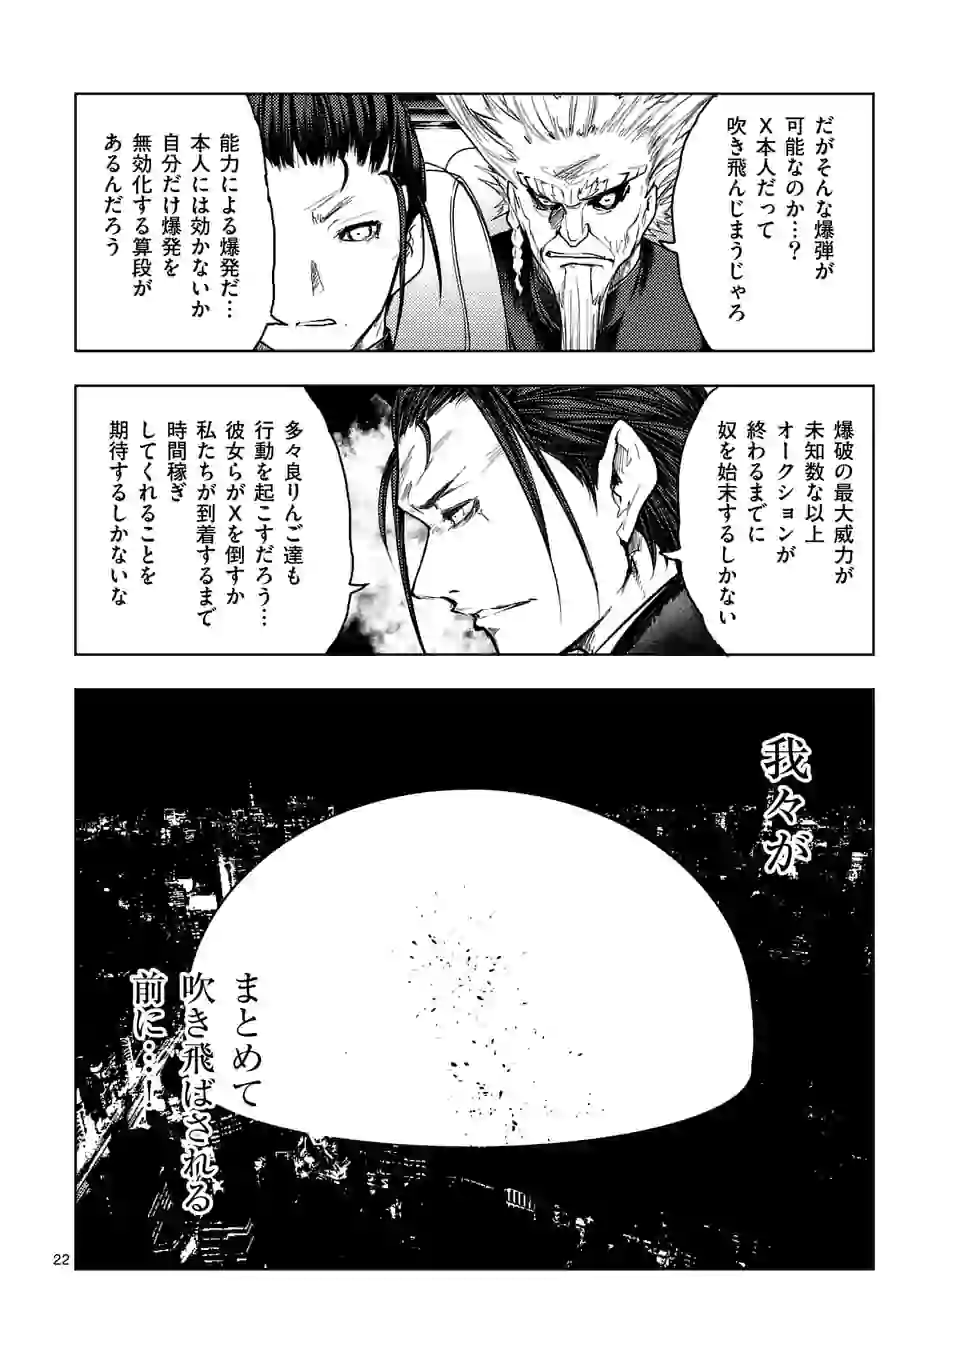 だがそんな爆弾が
可能なのか…?
X本人だって
吹き飛んじまうじゃろ
能力による爆発だ…
本人には効かないか
自分だけ爆発を
無効化する算段が
あるんだろう
爆破の最大威力が
未知数な以上
オークションが
終わるまでに
奴を始末するしかない
多々良りんご達も
行動を起こすだろう…
彼女らがXを倒すか
私たちが到着するまで
時間稼ぎ
してくれることを
期待するしかないな
我々が
まとめて
吹き飛ばされる
前に…!
22